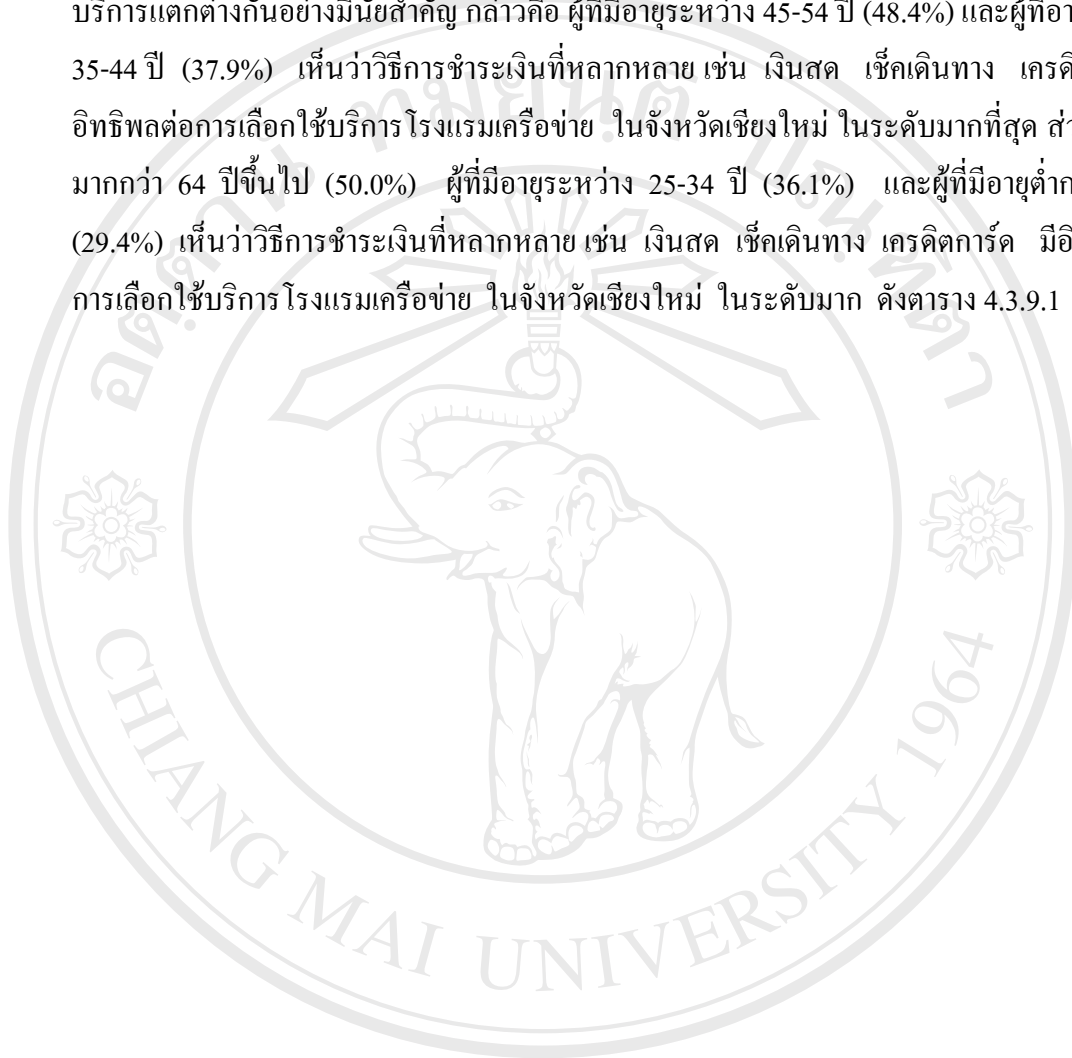 บริการแตกต่างกันอย่างมีนัยสำคัญ กล่าวคือ ผู้ที่มีอายุระหว่าง 45-54 ปี (48.4%) และผู้ที่อา
35-44 ปี (37.9%) เห็นว่าวิธีการชำระเงินที่หลากหลาย เช่น เงินสด เช็คเดินทาง เครดิ
อิทธิพลต่อการเลือกใช้บริการโรงแรมเครือข่าย ในจังหวัดเชียงใหม่ ในระดับมากที่สุด ส่ว
มากกว่า 64 ปีขึ้นไป (50.0%) ผู้ที่มีอายุระหว่าง 25-34 ปี (36.1%) และผู้ที่มีอายุต่ำก
(29.4%) เห็นว่าวิธีการชำระเงินที่หลากหลาย เช่น เงินสด เช็คเดินทาง เครดิตการ์ด มีอิ
การเลือกใช้บริการโรงแรมเครือข่าย ในจังหวัดเชียงใหม่ ในระดับมาก ดังตาราง 4.3.9.1
อตฺตานํ ทมยนฺติ ปณฺฑิตา
CHIANG MAI UNIVERSITY 1964